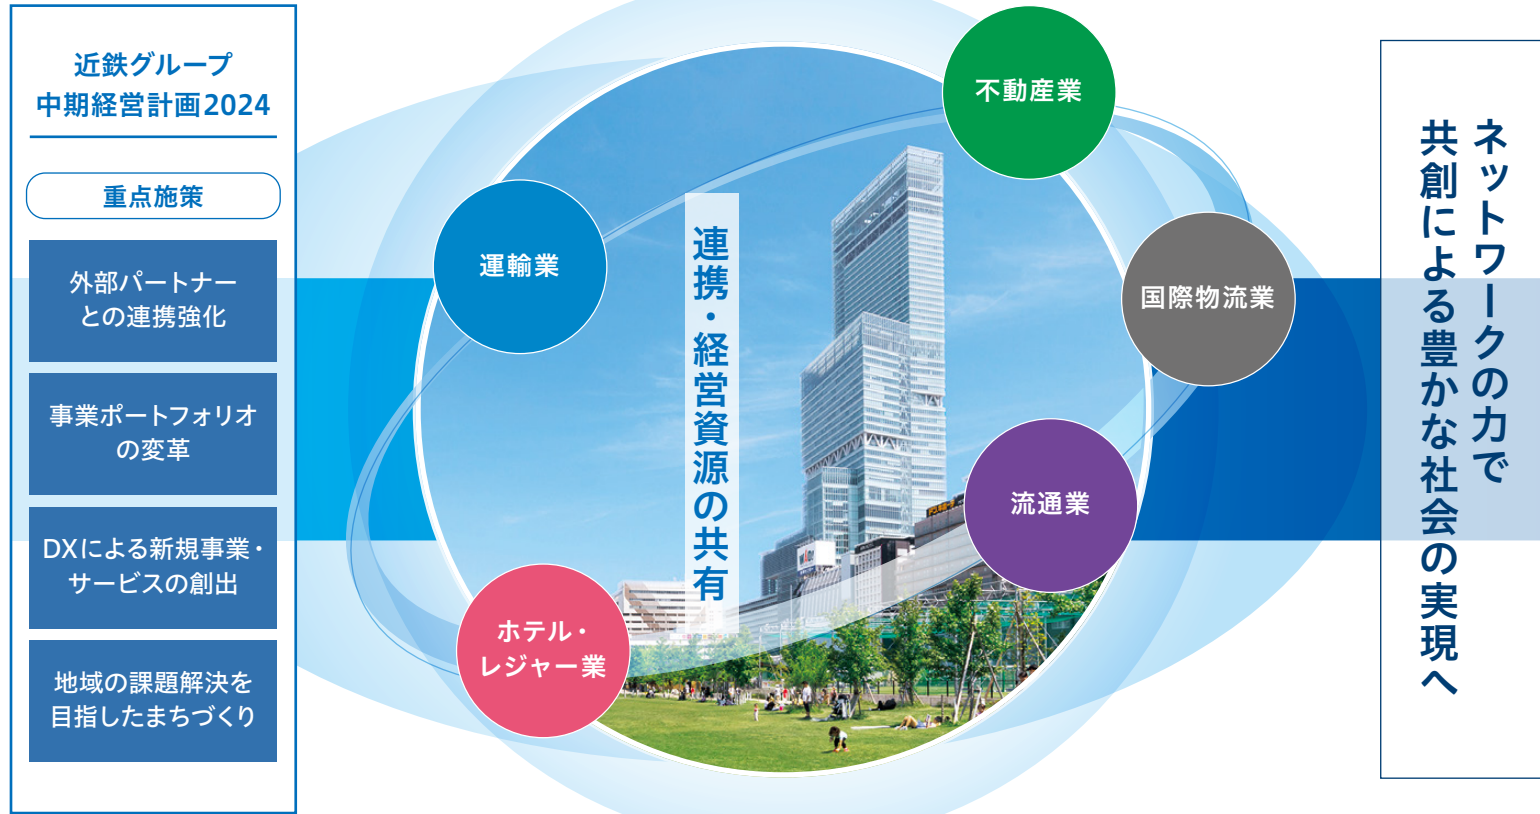 近鉄グループ
中期経営計画2024
重点施策
外部パートナー
との連携強化
事業ポートフォリオ
の変革
DXによる新規事業・
サービスの創出
地域の課題解決を
目指したまちづくり
運輸業
不動産業
国際物流業
流通業
ホテル・
レジャー業
連携・経営資源の共有
ネットワークの力で
共創による豊かな社会の実現へ